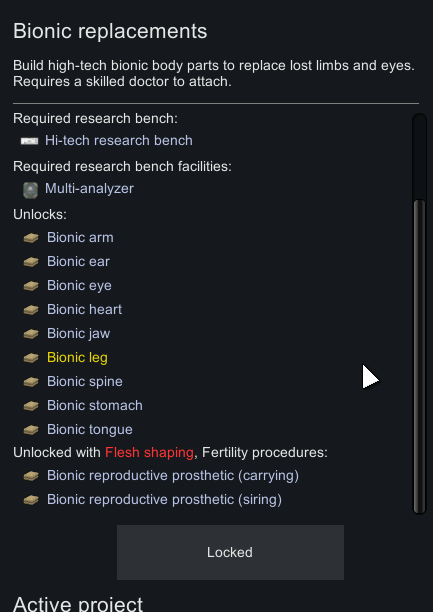 Bionic replacements
Build high-tech bionic body parts to replace lost limbs and eyes.
Requires a skilled doctor to attach.
Required research bench:
Hi-tech research bench
Required research bench facilities:
Multi-analyzer
Unlocks:
Bionic arm
Bionic ear
Bionic eye
Bionic heart
Bionic jaw
Bionic leg
Bionic spine
Bionic stomach
Bionic tongue
Unlocked with Flesh shaping, Fertility procedures:
Bionic reproductive prosthetic (carrying)
Bionic reproductive prosthetic (siring)
Locked
Active project